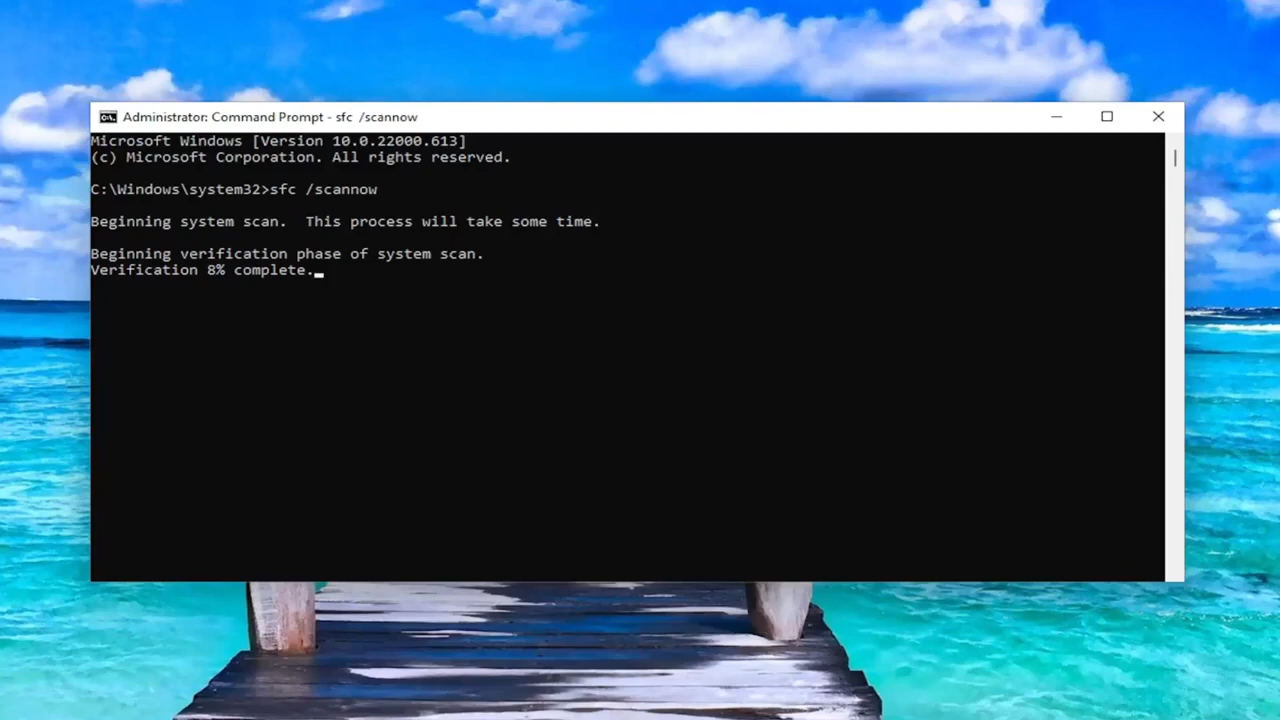 Administrator: Command Prompt - sfc  /scannow
Microsoft Windows [Version 10.0.22000.613]
(c) Microsoft Corporation. All rights reserved.
C:\Windows\system32>sfc /scannow
Beginning system scan.  This process will take some time.
Beginning verification phase of system scan.
Verification 8% complete.